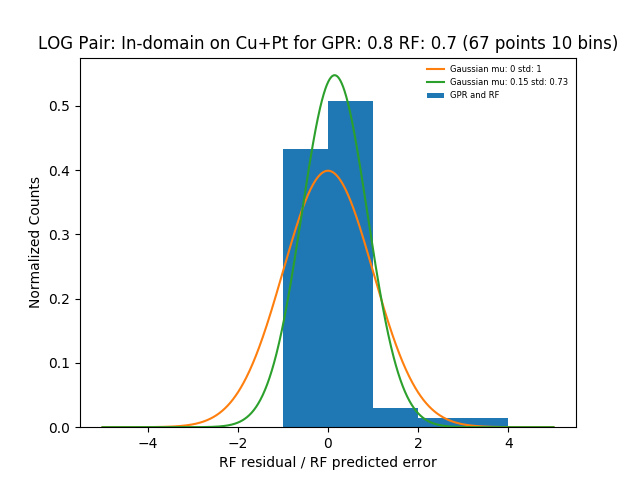 LOG Pair: In-domain on Cu+Pt for GPR: 0.8 RF: 0.7 (67 points 10 bins)
Gaussian mu: 0 std: 1
Gaussian mu: 0.15 std: 0.73
GPR and RF
Normalized Counts
0.5
0.4
0.3
0.2
0.1
0.0
−4 −2 0 2 4
RF residual / RF predicted error